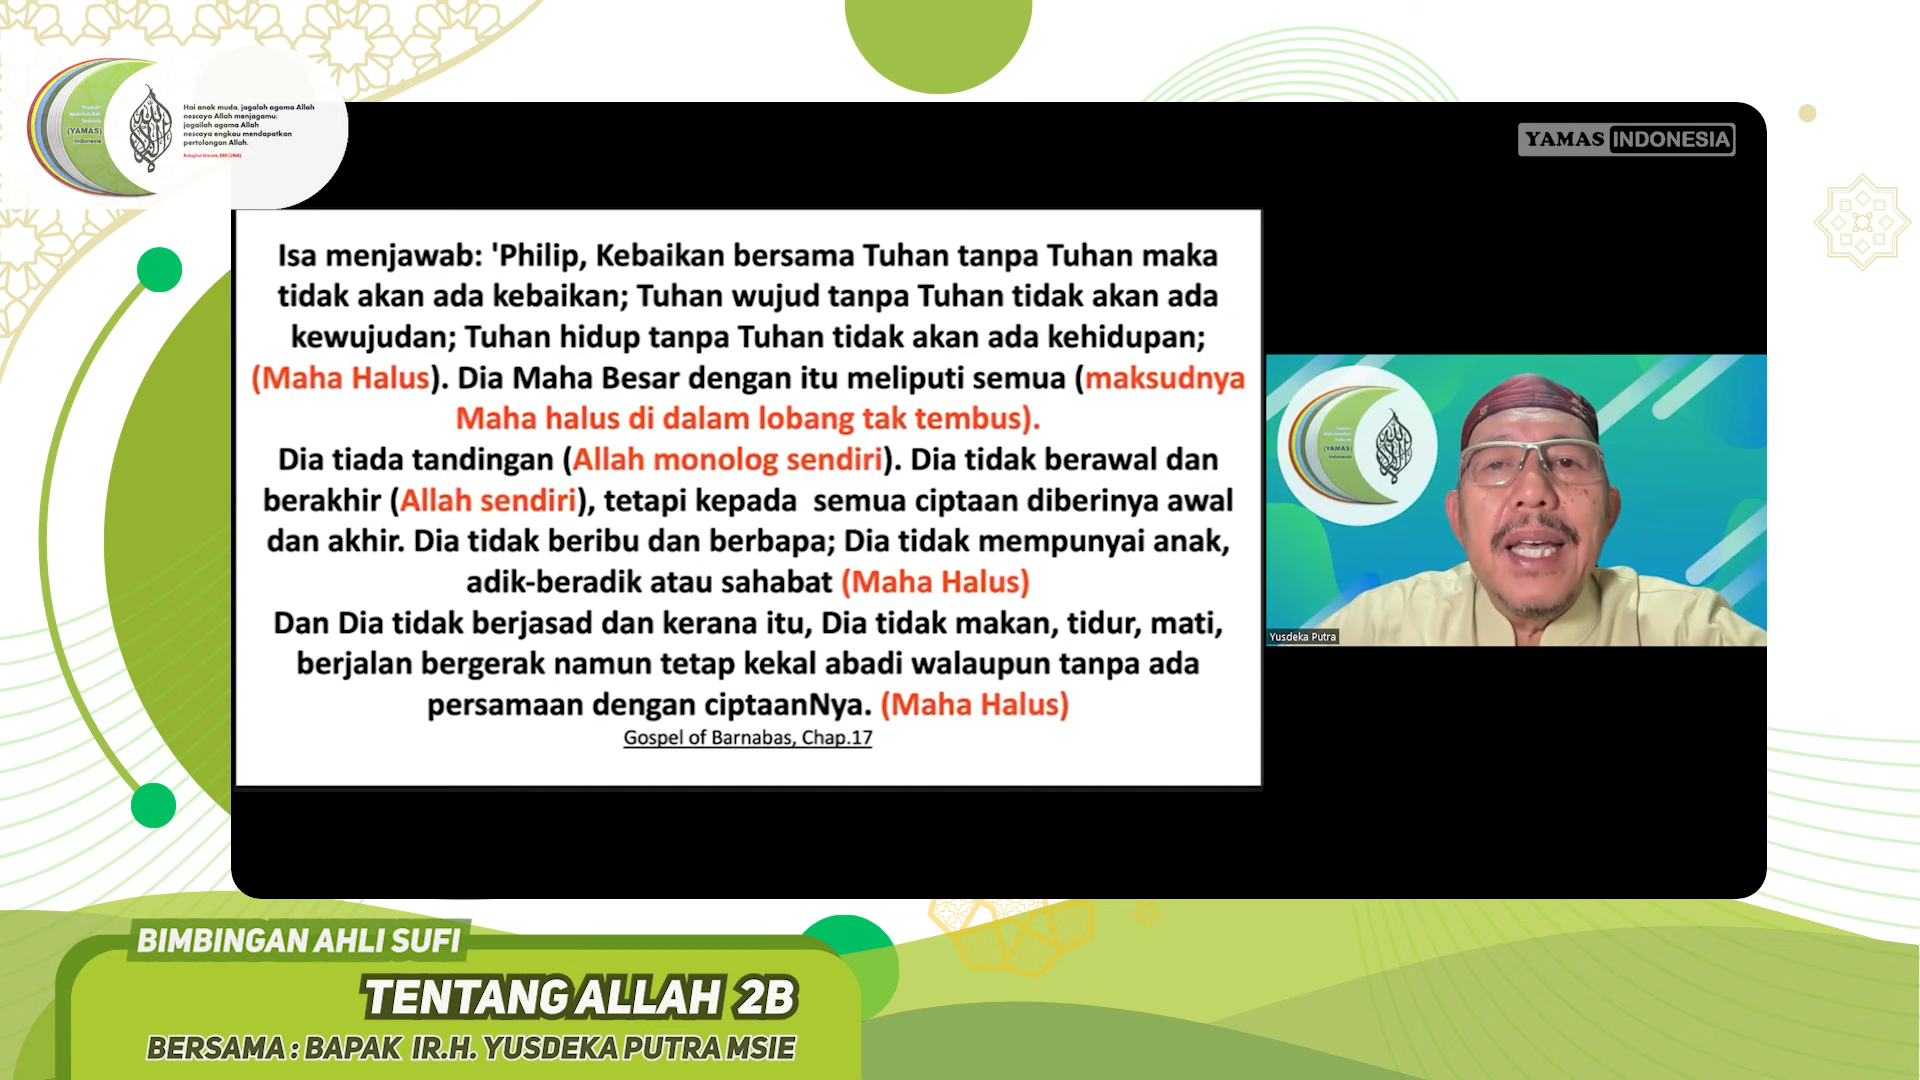 Yayasan
Makrifatullah
Sedunia
(YAMAS)
Indonesia
Hai anak muda, jagalah agama Allah
nescaya Allah menjagamu;
jagailah agama Allah
nescaya engkau mendapatkan
pertolongan Allah.
YAMAS INDONESIA
Isa menjawab: 'Philip, Kebaikan bersama Tuhan tanpa Tuhan maka
tidak akan ada kebaikan; Tuhan wujud tanpa Tuhan tidak akan ada
kewujudan; Tuhan hidup tanpa Tuhan tidak akan ada kehidupan;
(Maha Halus). Dia Maha Besar dengan itu meliputi semua (maksudnya
Maha halus di dalam lobang tak tembus).
Dia tiada tandingan (Allah monolog sendiri). Dia tidak berawal dan
berakhir (Allah sendiri), tetapi kepada  semua ciptaan diberinya awal
dan akhir. Dia tidak beribu dan berbapa; Dia tidak mempunyai anak,
adik-beradik atau sahabat (Maha Halus)
Dan Dia tidak berjasad dan kerana itu, Dia tidak makan, tidur, mati,
berjalan bergerak namun tetap kekal abadi walaupun tanpa ada
persamaan dengan ciptaanNya. (Maha Halus)
Gospel of Barnabas, Chap.17
(YAMAS)
Indonesia
Yusdeka Putra
BIMBINGAN AHLI SUFI
TENTANG ALLAH 2B
BERSAMA : BAPAK IR.H. YUSDEKA PUTRA MSIE